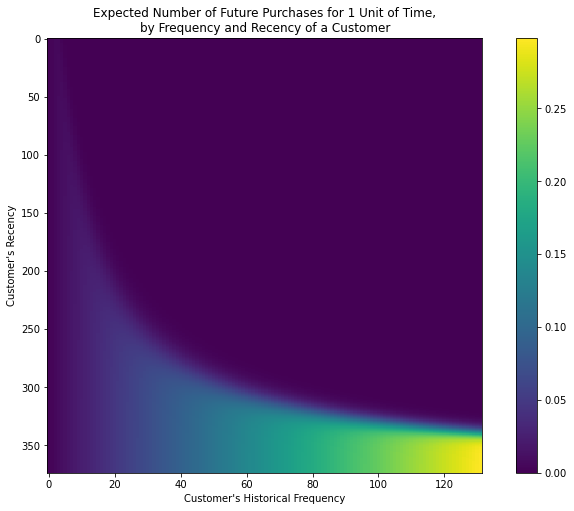 Expected Number of Future Purchases for 1 Unit of Time,
by Frequency and Recency of a Customer
0
50
100
150
200
250
300
350
Customer's Recency
0 20 40 60 80 100 120
Customer's Historical Frequency
0.25
0.20
0.15
0.10
0.05
0.00